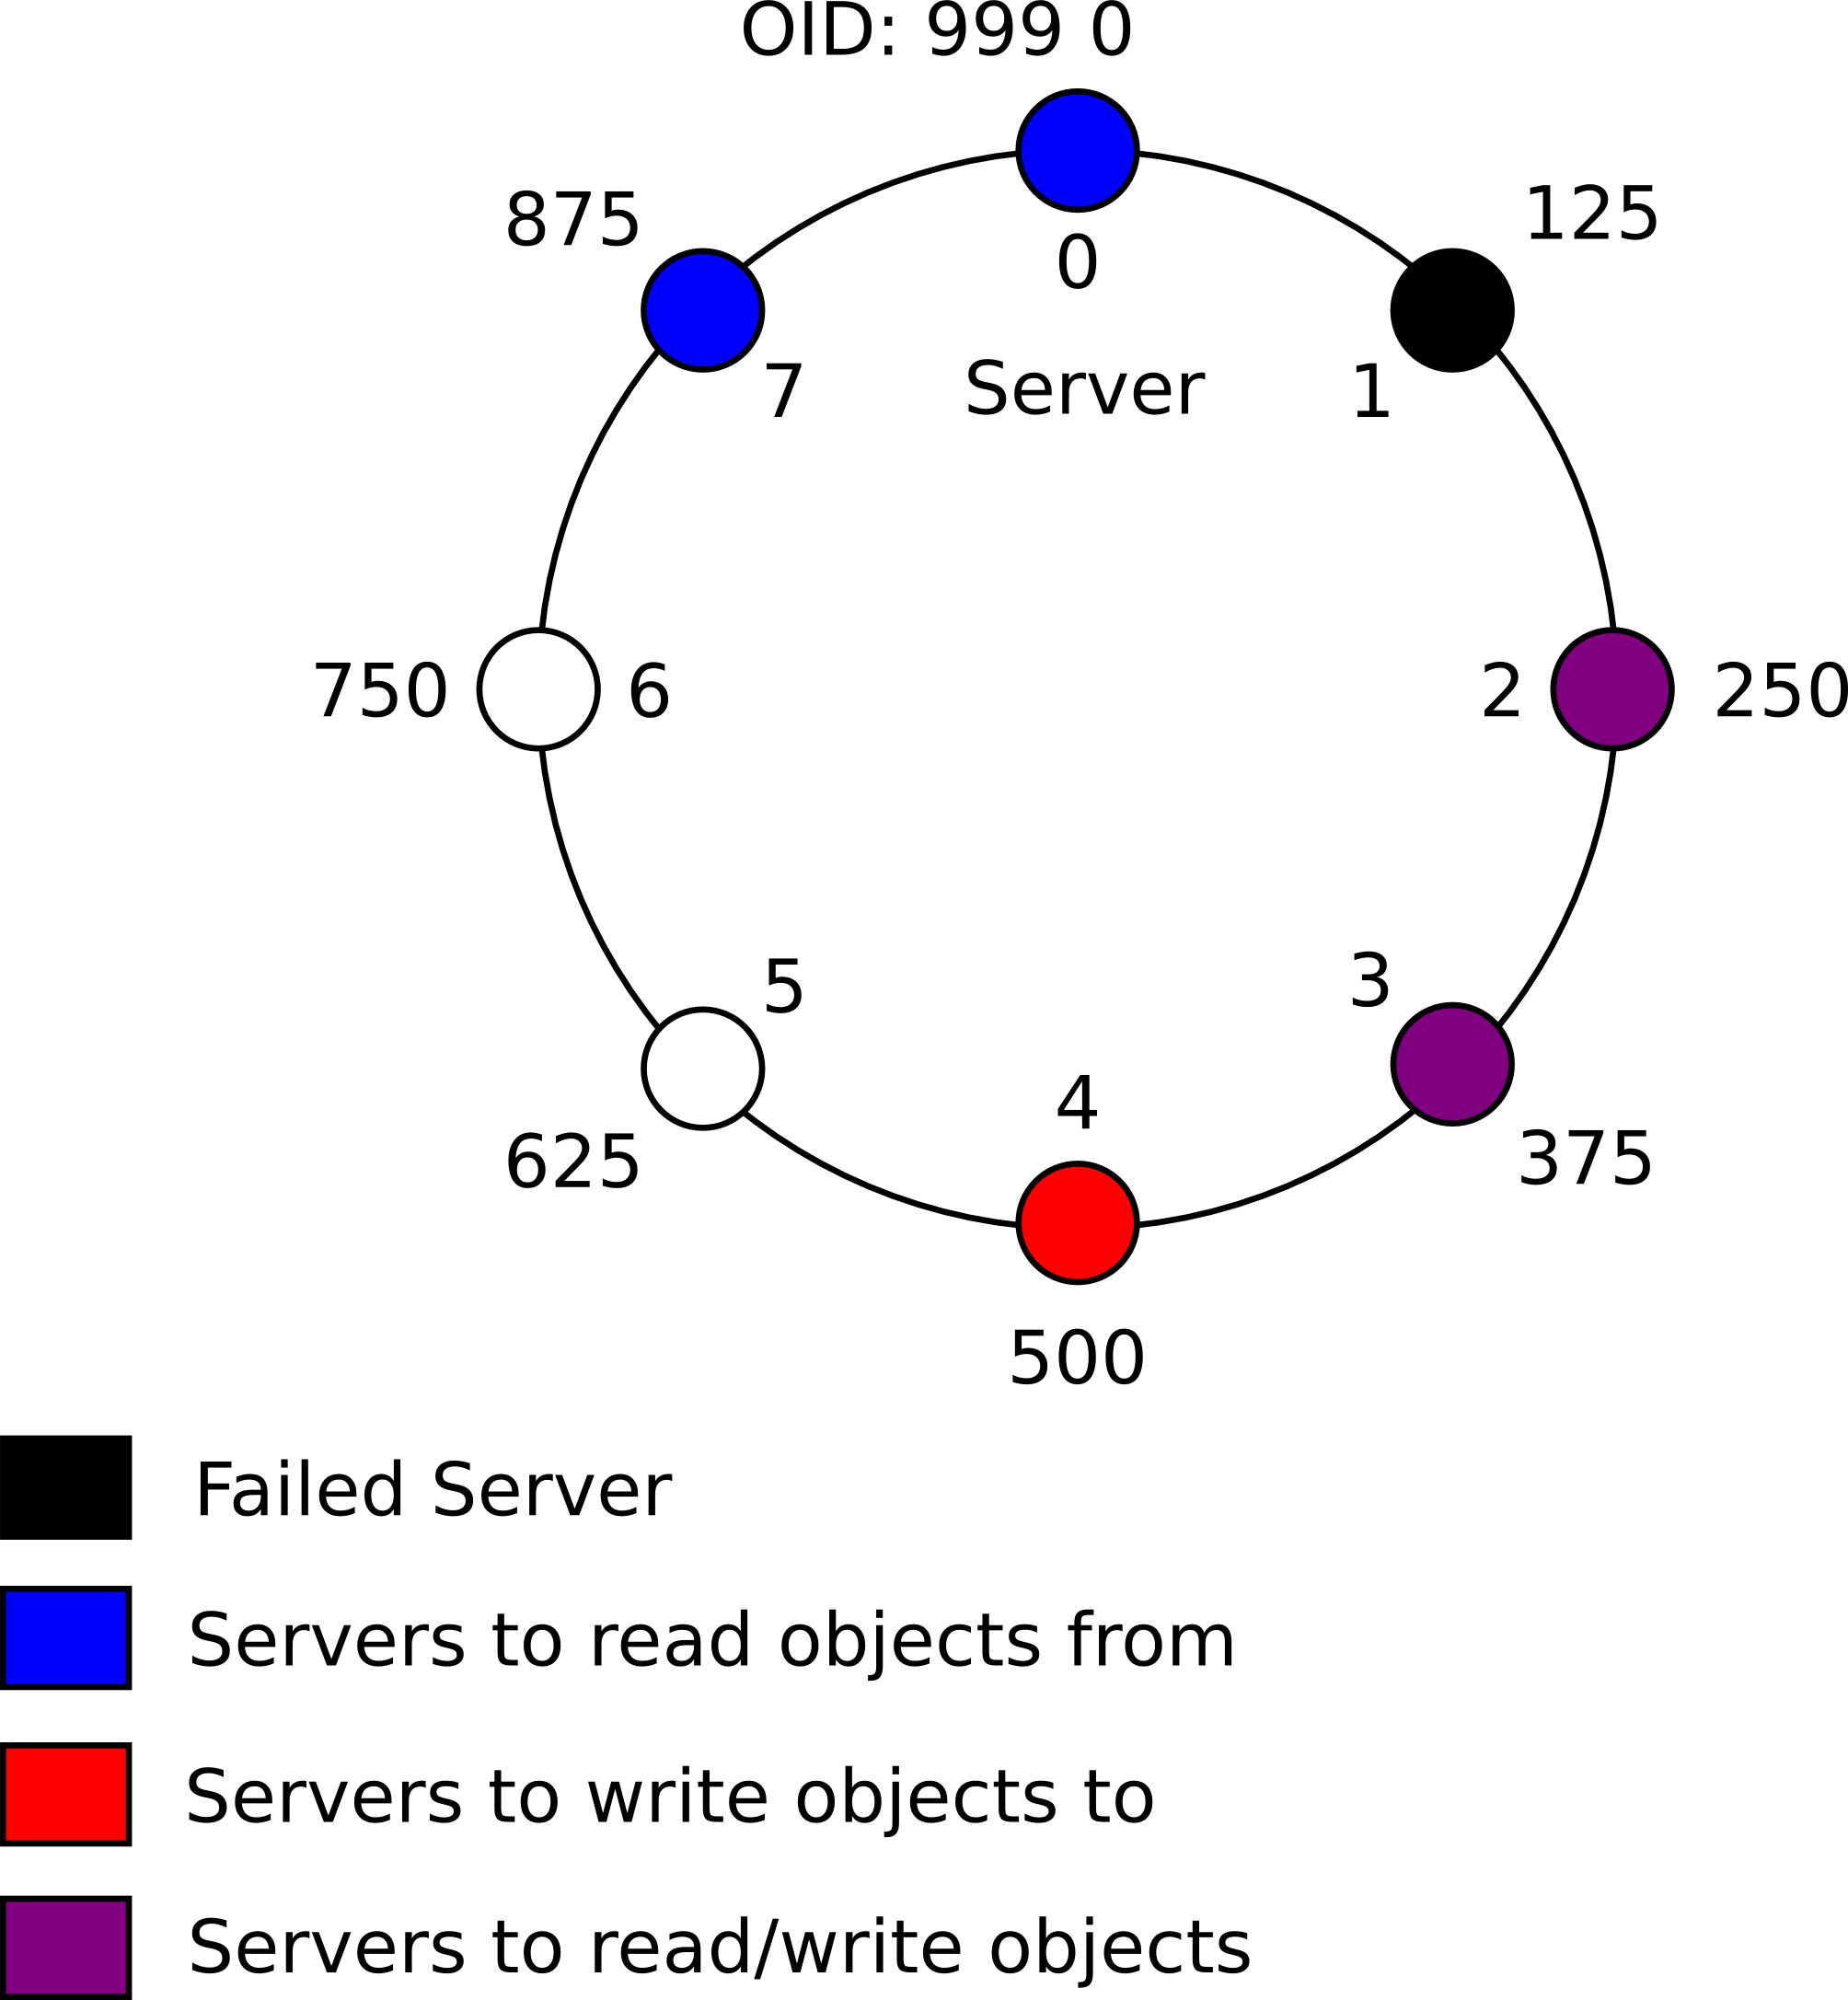 OID: 999 0
875
125
0
7
Server
1
750
6
2
250
5
3
4
625
375
500
Failed Server
Servers to read objects from
Servers to write objects to
Servers to read/write objects